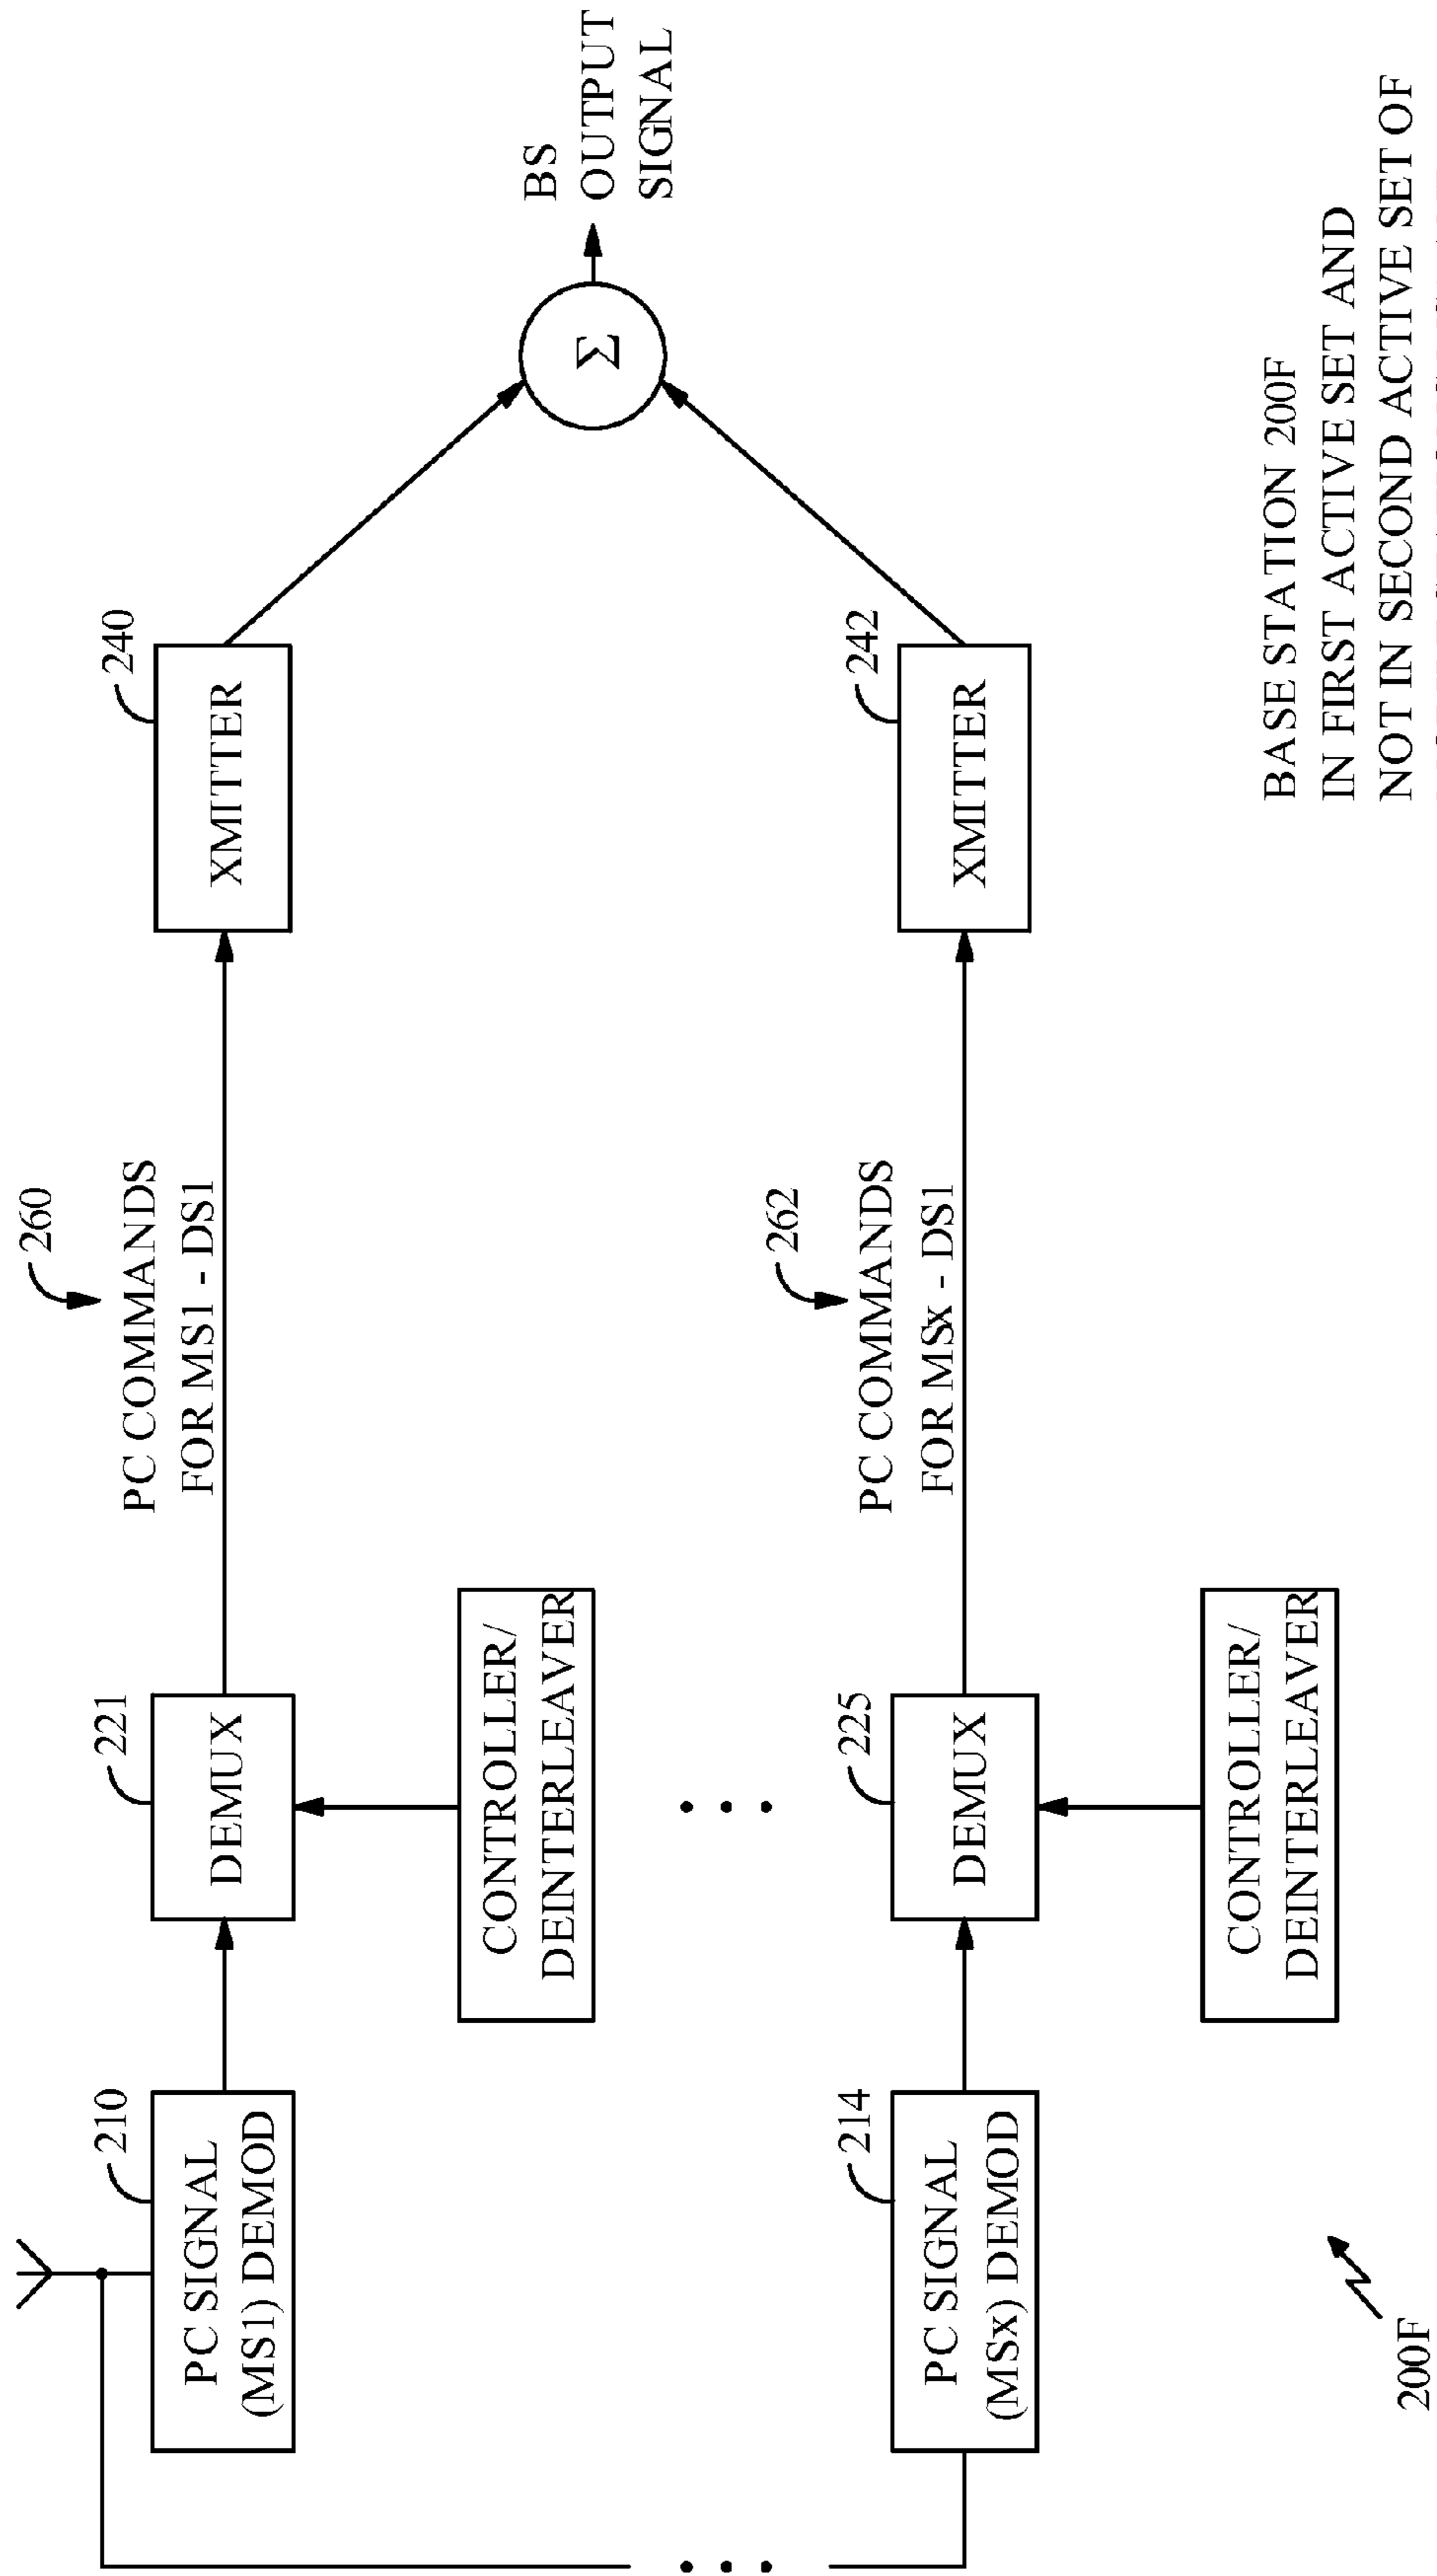 260
PC COMMANDS
FOR MS1 - DS1
210
PC SIGNAL
(MS1) DEMOD
221
DEMUX
CONTROLLER/
DEINTERLEAVER
240
XMITTER
Σ
BS
OUTPUT
SIGNAL
262
PC COMMANDS
FOR MSx - DS1
214
PC SIGNAL
(MSx) DEMOD
225
DEMUX
CONTROLLER/
DEINTERLEAVER
242
XMITTER
200F
BASE STATION 200F
IN FIRST ACTIVE SET AND
NOT IN SECOND ACTIVE SET OF